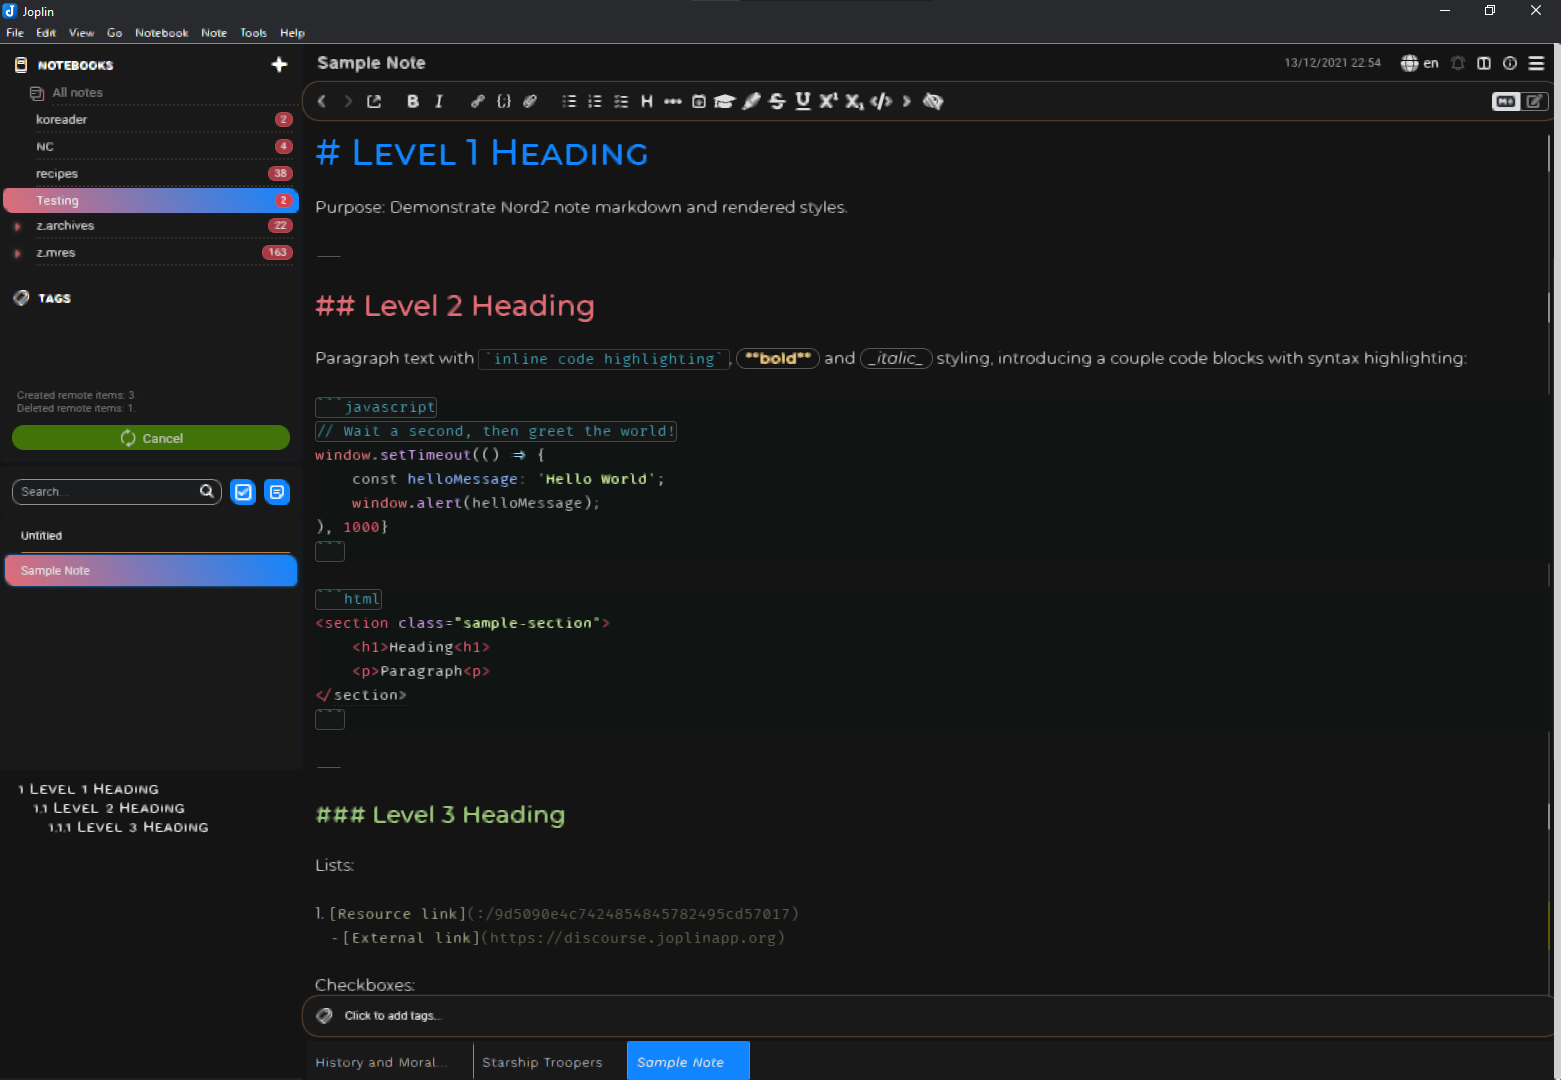 Joplin
File Edit View Go Notebook Note Tools Help
NOTEBOOKS
All notes
koreader 2
NC 4
recipes 38
Testing 2
z.archives 22
z.mres 163
TAGS
Created remote items: 3.
Deleted remote items: 1.
Cancel
Search...
Untitled
Sample Note
1 Level 1 Heading
1.1 Level 2 Heading
1.1.1 Level 3 Heading
Sample Note
13/12/2021 22:54 en
B I H S U X¹ X₁ </>
# Level 1 Heading
Purpose: Demonstrate Nord2 note markdown and rendered styles.
## Level 2 Heading
Paragraph text with `inline code highlighting`, **bold** and _italic_ styling, introducing a couple code blocks with syntax highlighting:
```javascript
// Wait a second, then greet the world!
window.setTimeout(() => {
const helloMessage: 'Hello World';
window.alert(helloMessage);
), 1000}
```
```html
<section class="sample-section">
<h1>Heading<h1>
<p>Paragraph<p>
</section>
```
### Level 3 Heading
Lists:
1. [Resource link](:/9d5090e4c7424854845782495cd57017)
- [External link](https://discourse.joplinapp.org)
Checkboxes:
Click to add tags...
History and Moral... Starship Troopers Sample Note